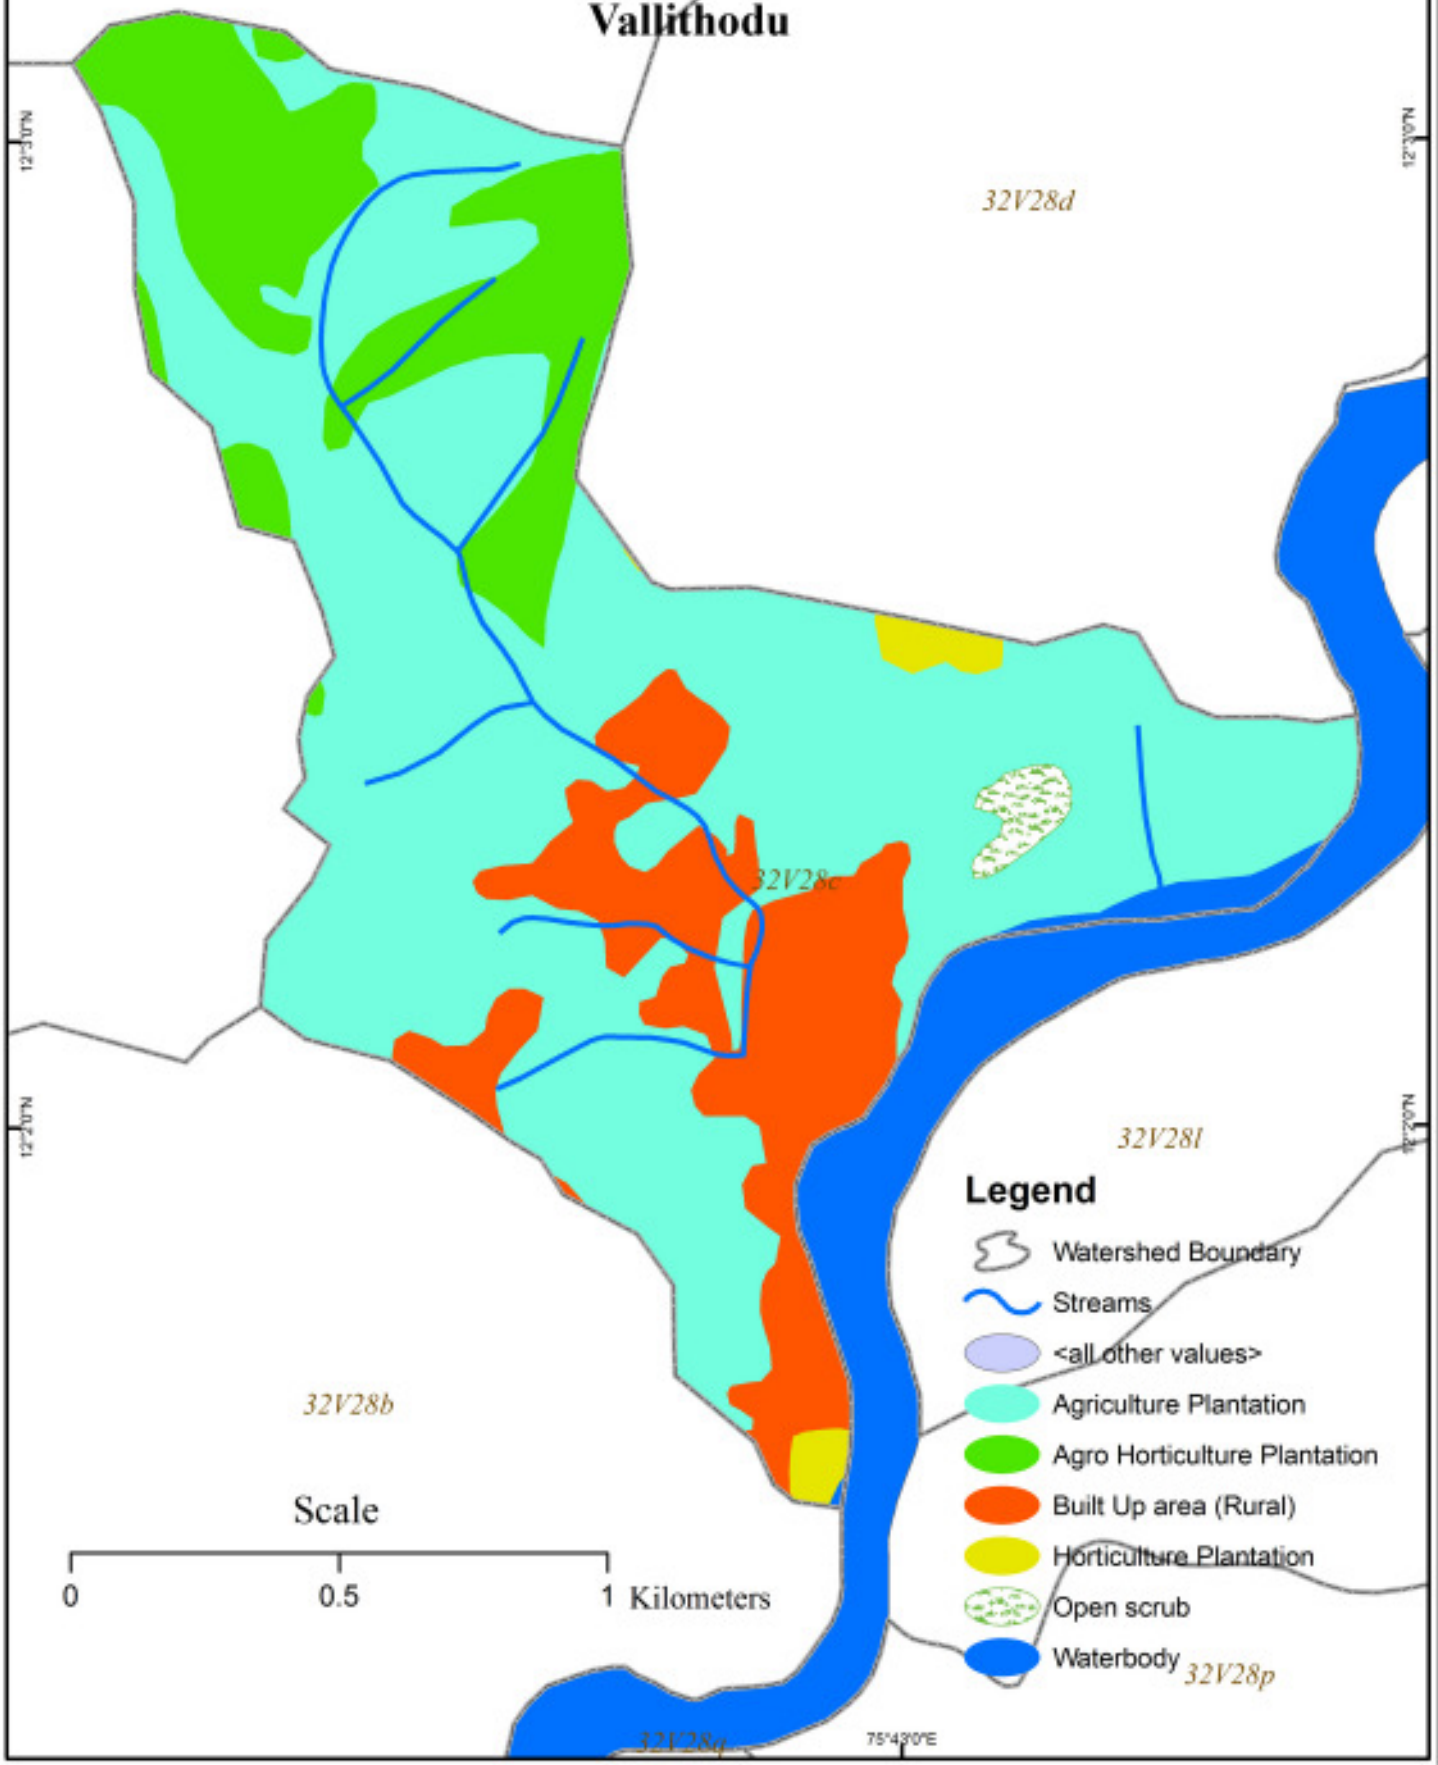 Vallithodu
12°3'0"N
12°3'0"N
32V28d
32V28c
12°2'0"N
12°2'0"N
32V28l
Legend
Watershed Boundary
Streams
<all other values>
Agriculture Plantation
32V28b
Agro Horticulture Plantation
Scale
Built Up area (Rural)
Horticulture Plantation
0 0.5 1 Kilometers
Open scrub
Waterbody
32V28p
32V28q
75°43'0"E